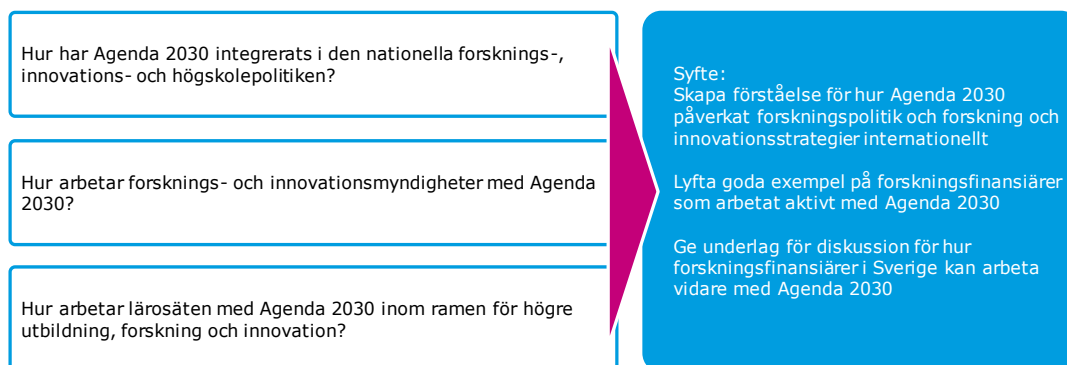 Hur har Agenda 2030 integrerats i den nationella forsknings-,
innovations- och högskolepolitiken?
Hur arbetar forsknings- och innovationsmyndigheter med Agenda
2030?
Hur arbetar lärosäten med Agenda 2030 inom ramen för högre
utbildning, forskning och innovation?
Syfte:
Skapa förståelse för hur Agenda 2030
påverkat forskningspolitik och forskning och
innovationsstrategier internationellt
Lyfta goda exempel på forskningsfinansiärer
som arbetat aktivt med Agenda 2030
Ge underlag för diskussion för hur
forskningsfinansiärer i Sverige kan arbeta
vidare med Agenda 2030